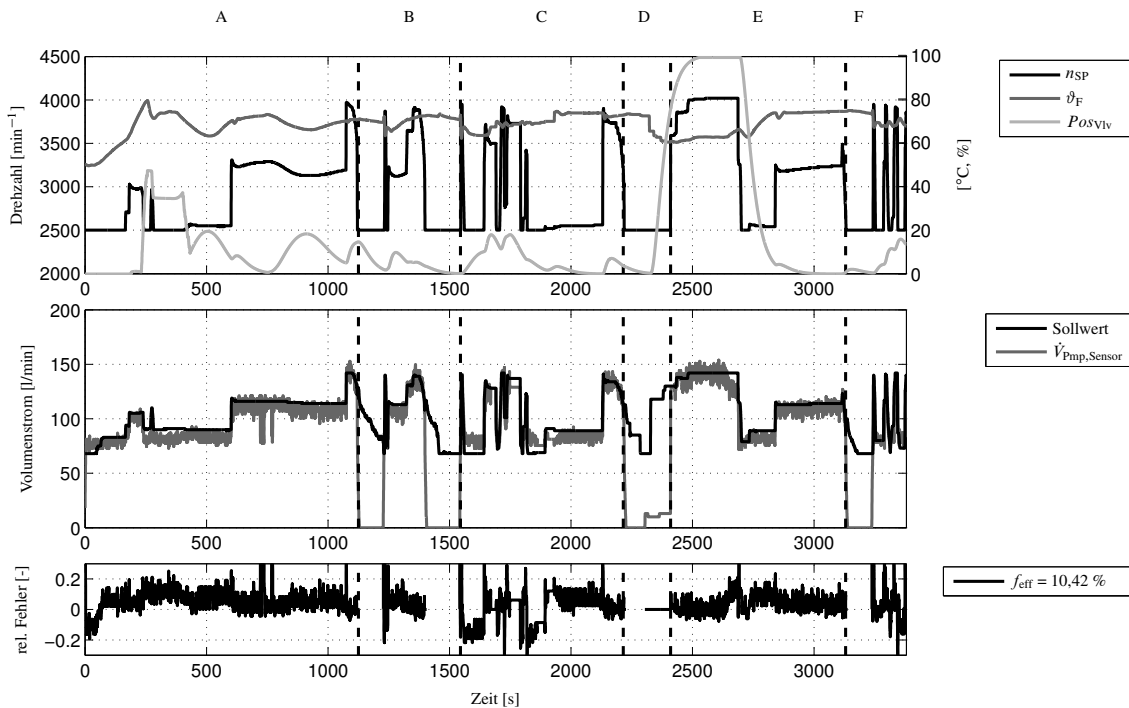 A B C D E F
4500 4000 3500 3000 2500 2000
Drehzahl [min⁻¹]
100 80 60 40 20 0
[°C, %]
0 500 1000 1500 2000 2500 3000
n_SP
ϑ_F
Pos_Vlv
200 150 100 50 0
Volumenstrom [l/min]
0 500 1000 1500 2000 2500 3000
Sollwert
V̇_Pmp,Sensor
0.2 0 −0.2
rel. Fehler [-]
0 500 1000 1500 2000 2500 3000
f_eff = 10,42 %
Zeit [s]